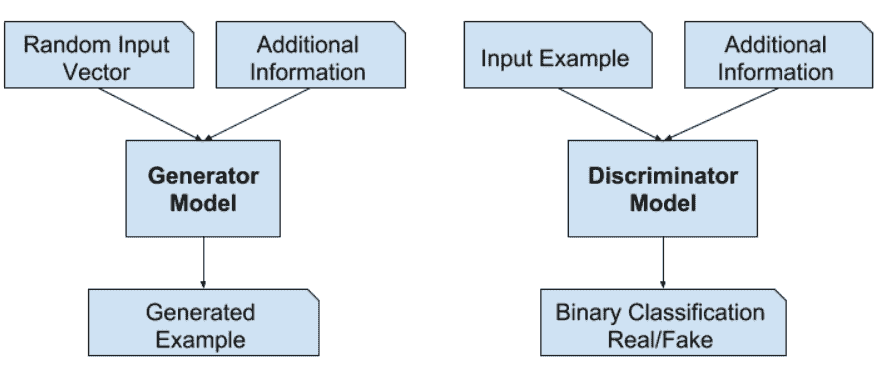 Random Input
Vector
Additional
Information
Input Example
Additional
Information
Generator
Model
Discriminator
Model
Generated
Example
Binary Classification
Real/Fake